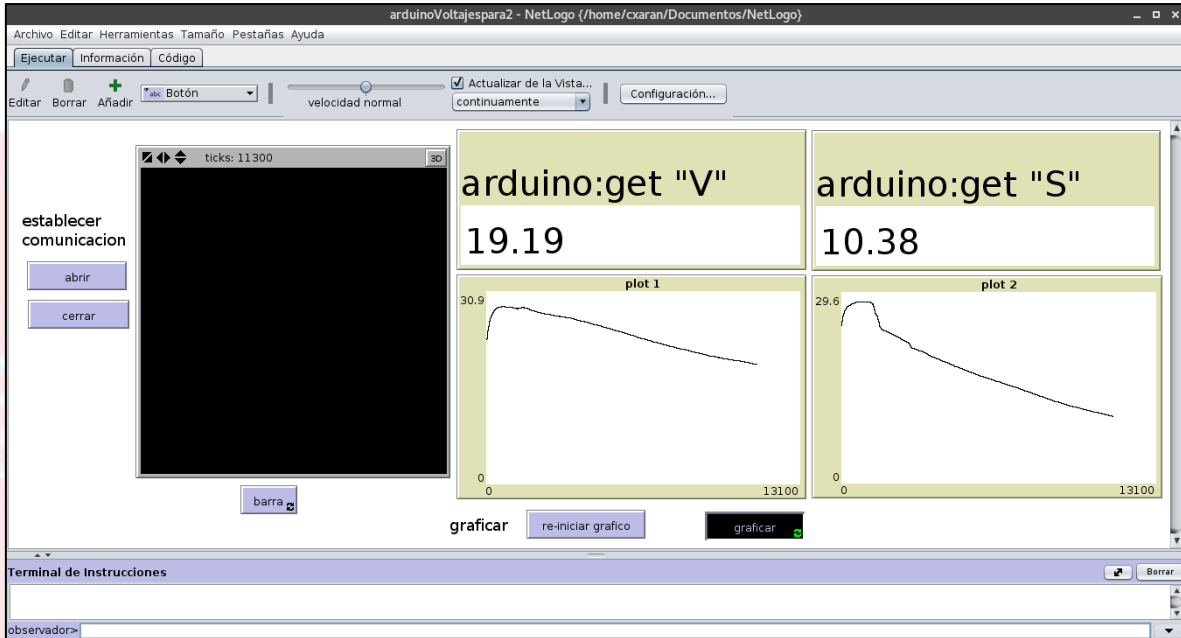 arduinoVoltajespara2 - NetLogo {/home/cxaran/Documentos/NetLogo}
Archivo Editar Herramientas Tamaño Pestañas Ayuda
Ejecutar Información Código
Editar Borrar Añadir
abc Botón
velocidad normal
Actualizar de la Vista...
continuamente
Configuración...
ticks: 11300
3D
establecer
comunicacion
abrir
cerrar
barra
arduino:get "V"
19.19
arduino:get "S"
10.38
plot 1
30.9
0
0 13100
plot 2
29.6
0
0 13100
graficar
re-iniciar grafico
graficar
Terminal de Instrucciones
Borrar
observador>